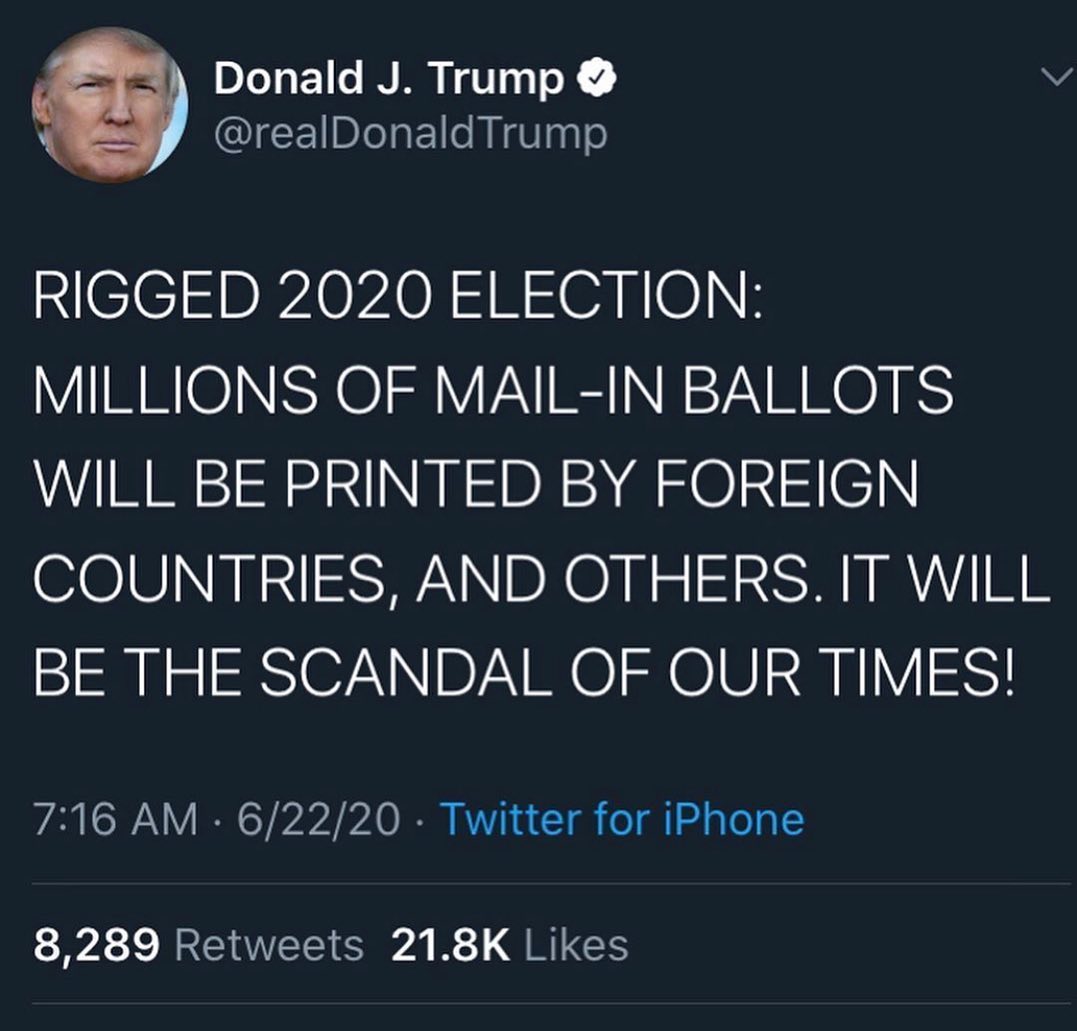 Donald J. Trump
@realDonaldTrump
RIGGED 2020 ELECTION:
MILLIONS OF MAIL-IN BALLOTS
WILL BE PRINTED BY FOREIGN
COUNTRIES, AND OTHERS. IT WILL
BE THE SCANDAL OF OUR TIMES!
7:16 AM · 6/22/20 · Twitter for iPhone
8,289 Retweets 21.8K Likes